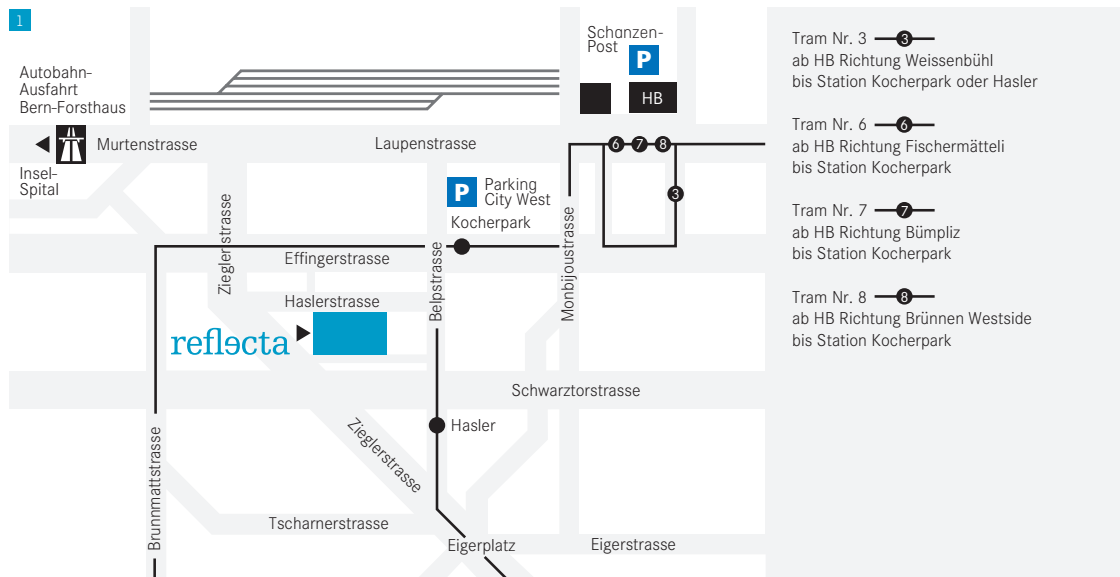 1
Autobahn-
Ausfahrt
Bern-Forsthaus
Murtenstrasse
Insel-
Spital
Laupenstrasse
Schanzen-
Post
P
HB
6 7 8
3
P
Parking
City West
Kocherpark
Zieglerstrasse
Effingerstrasse
Belpstrasse
Monbijoustrasse
Haslerstrasse
reflecta
Schwarztorstrasse
Hasler
Zieglerstrasse
Brunnmattstrasse
Tscharnerstrasse
Eigerplatz
Eigerstrasse
Tram Nr. 3 3
ab HB Richtung Weissenbühl
bis Station Kocherpark oder Hasler
Tram Nr. 6 6
ab HB Richtung Fischermätteli
bis Station Kocherpark
Tram Nr. 7 7
ab HB Richtung Bümpliz
bis Station Kocherpark
Tram Nr. 8 8
ab HB Richtung Brünnen Westside
bis Station Kocherpark